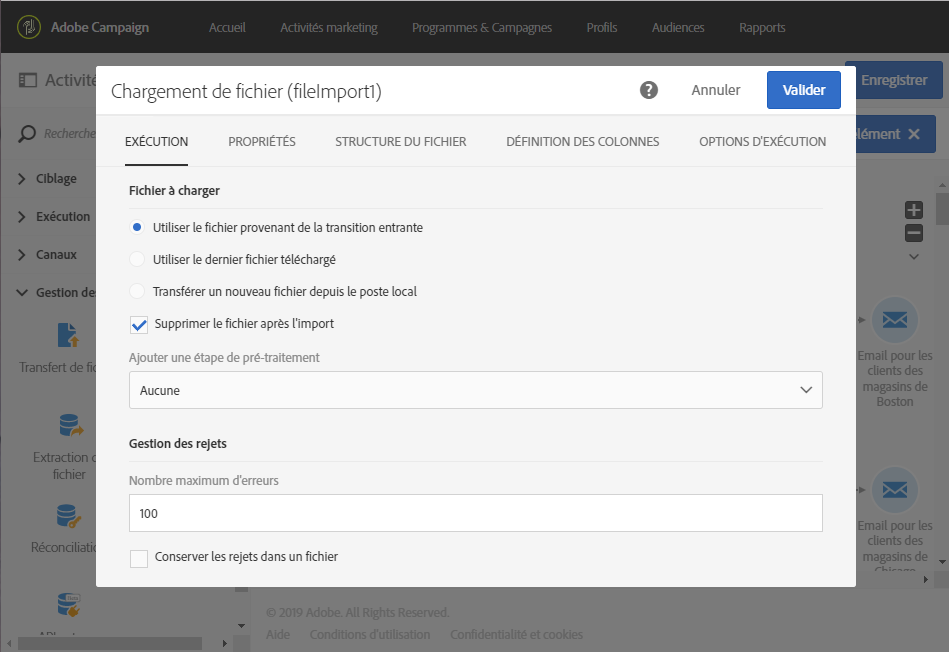 Adobe Campaign
Accueil
Activités marketing
Programmes & Campagnes
Profils
Audiences
Rapports
Activité
Enregistrer
Chargement de fichier (fileImport1)
?
Annuler
Valider
Recherche
élément ✕
EXÉCUTION
PROPRIÉTÉS
STRUCTURE DU FICHIER
DÉFINITION DES COLONNES
OPTIONS D'EXÉCUTION
Ciblage
Exécution
Canaux
Gestion de
Transfert de fic
Extraction
fichier
Réconciliati
Fichier à charger
Utiliser le fichier provenant de la transition entrante
Utiliser le dernier fichier téléchargé
Transférer un nouveau fichier depuis le poste local
Supprimer le fichier après l'import
Ajouter une étape de pré-traitement
Aucune
Gestion des rejets
Nombre maximum d'erreurs
100
Conserver les rejets dans un fichier
Email pour les
clients des
magasins de
Boston
Email pour les
clients des
magasins de
Chicago
© 2019 Adobe. All Rights Reserved.
Aide
Conditions d'utilisation
Confidentialité et cookies